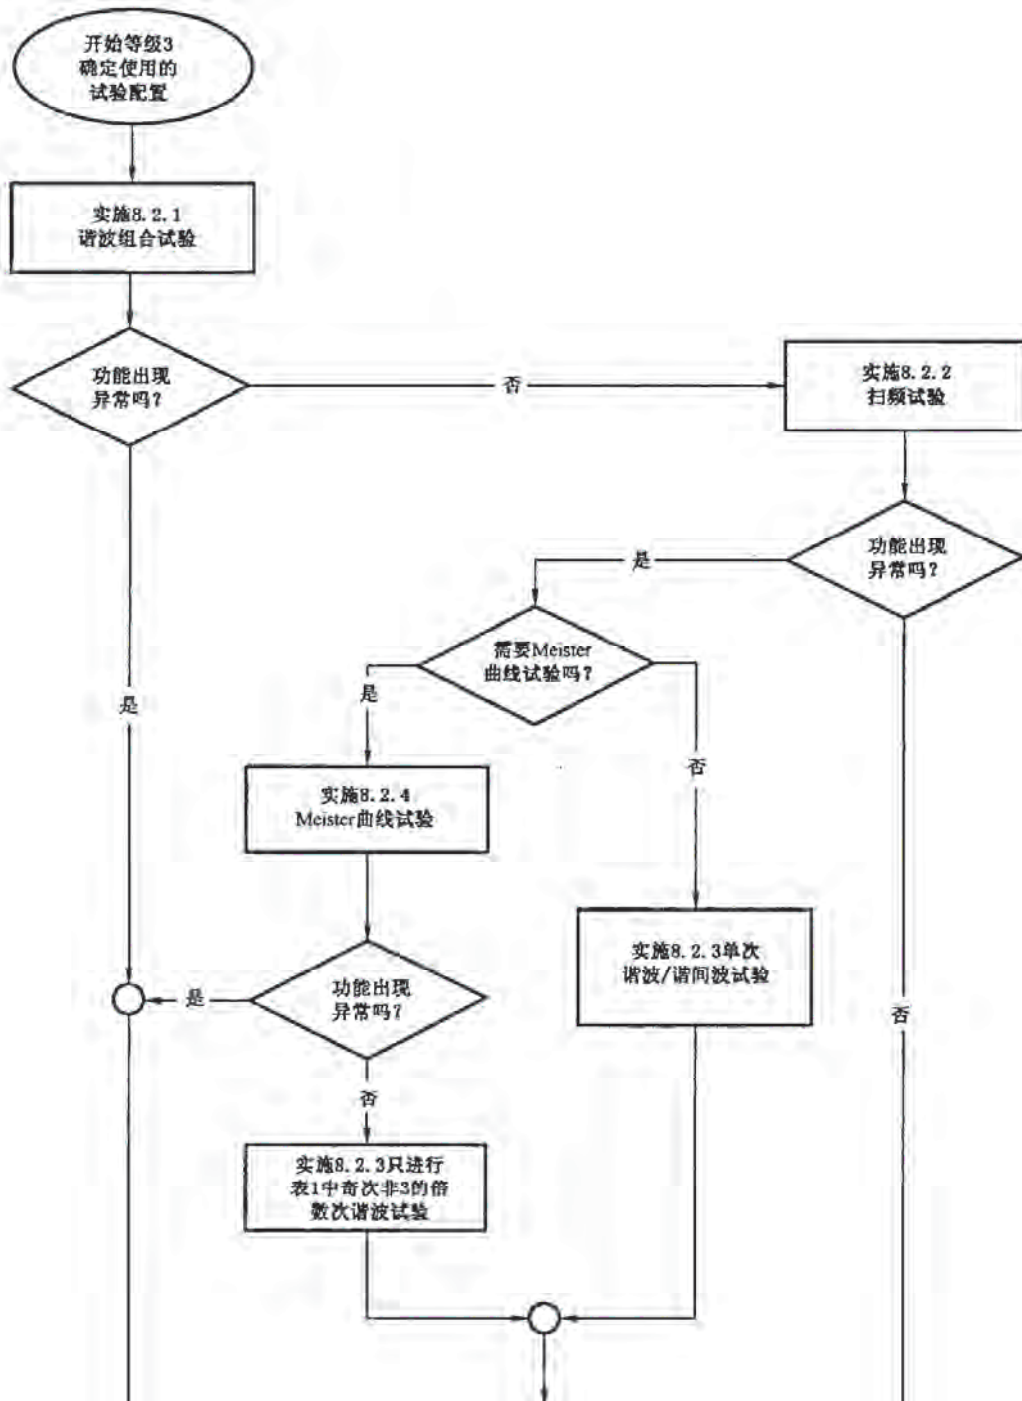 开始等级3
确定使用的
试验配置
实施8.2.1
谐波组合试验
功能出现
异常吗?
否
实施8.2.2
扫频试验
功能出现
异常吗?
是
需要Meister
曲线试验吗?
是
是
否
实施8.2.4
Meister曲线试验
实施8.2.3单次
谐波/谐间波试验
功能出现
异常吗?
是
否
否
实施8.2.3只进行
表1中奇次非3的倍
数次谐波试验